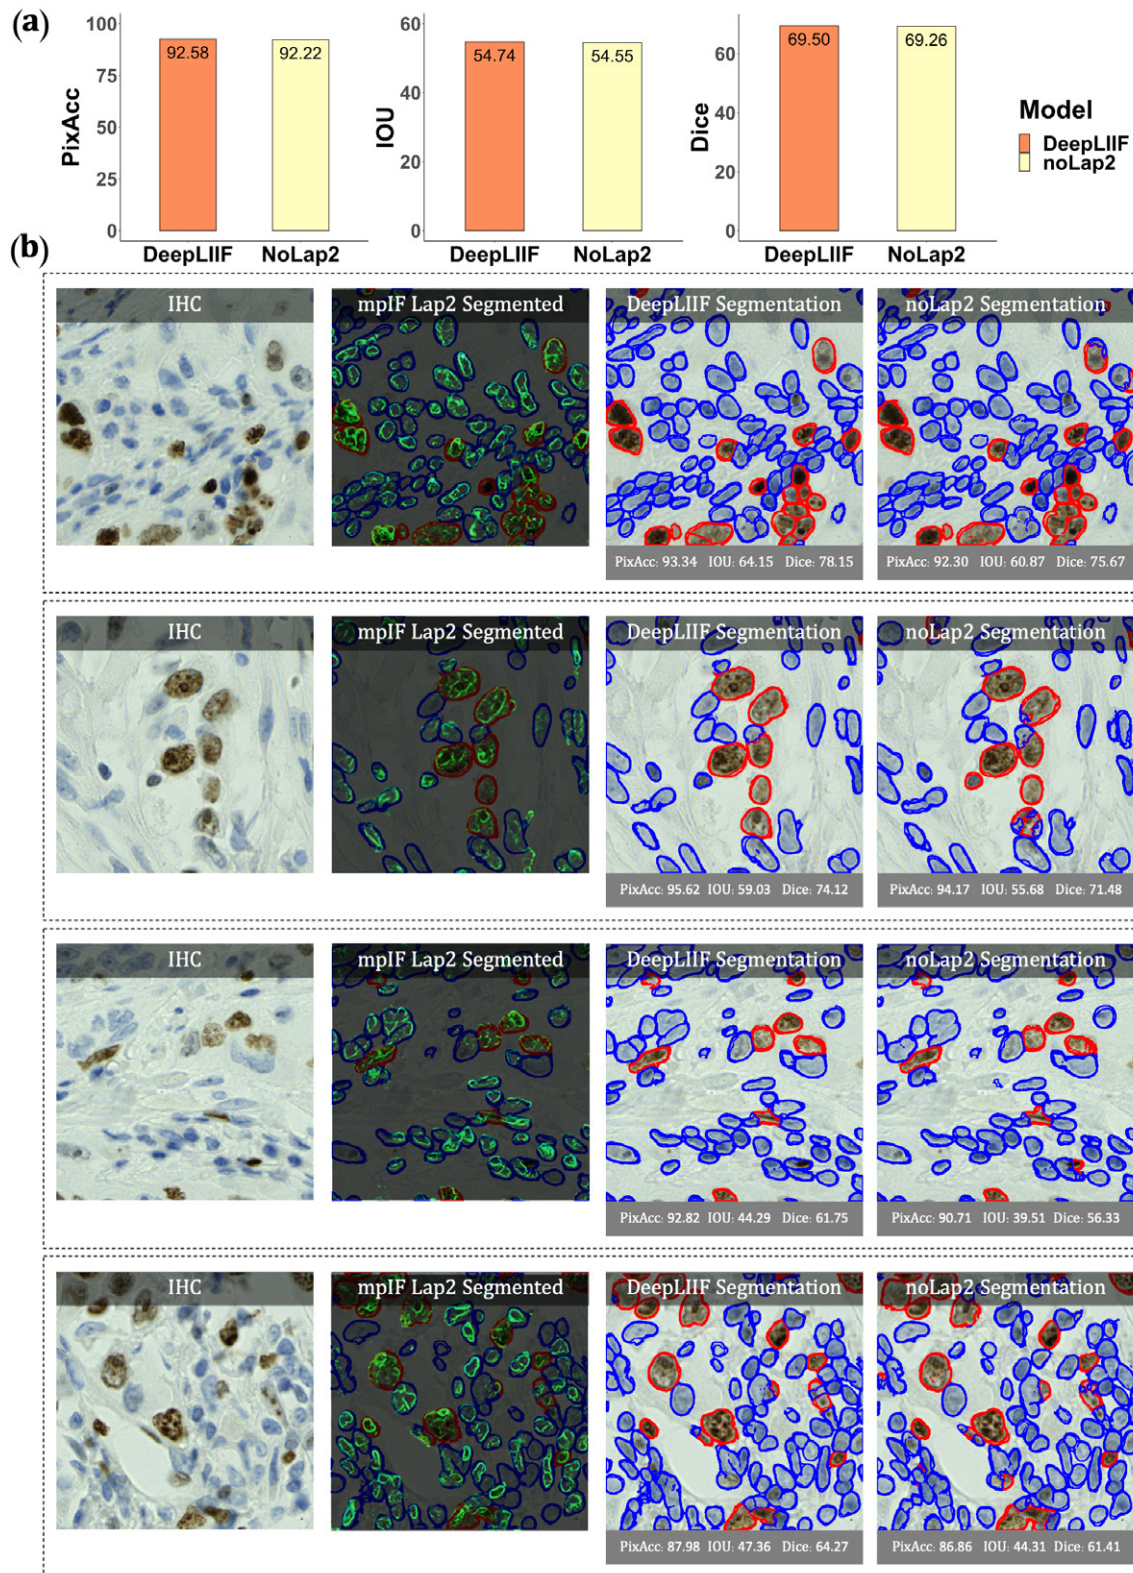 (a)
100
75
50
25
0
PixAcc
92.58
92.22
DeepLIIF NoLap2
60
40
20
0
IOU
54.74
54.55
DeepLIIF NoLap2
60
40
20
0
Dice
69.50
69.26
DeepLIIF NoLap2
Model
DeepLIIF
noLap2
(b)
IHC
mpIF Lap2 Segmented
DeepLIIF Segmentation
noLap2 Segmentation
PixAcc: 93.34 IOU: 64.15 Dice: 78.15
PixAcc: 92.30 IOU: 60.87 Dice: 75.67
IHC
mpIF Lap2 Segmented
DeepLIIF Segmentation
noLap2 Segmentation
PixAcc: 95.62 IOU: 59.03 Dice: 74.12
PixAcc: 94.17 IOU: 55.68 Dice: 71.48
IHC
mpIF Lap2 Segmented
DeepLIIF Segmentation
noLap2 Segmentation
PixAcc: 92.82 IOU: 44.29 Dice: 61.75
PixAcc: 90.71 IOU: 39.51 Dice: 56.33
IHC
mpIF Lap2 Segmented
DeepLIIF Segmentation
noLap2 Segmentation
PixAcc: 87.98 IOU: 47.36 Dice: 64.27
PixAcc: 86.86 IOU: 44.31 Dice: 61.41